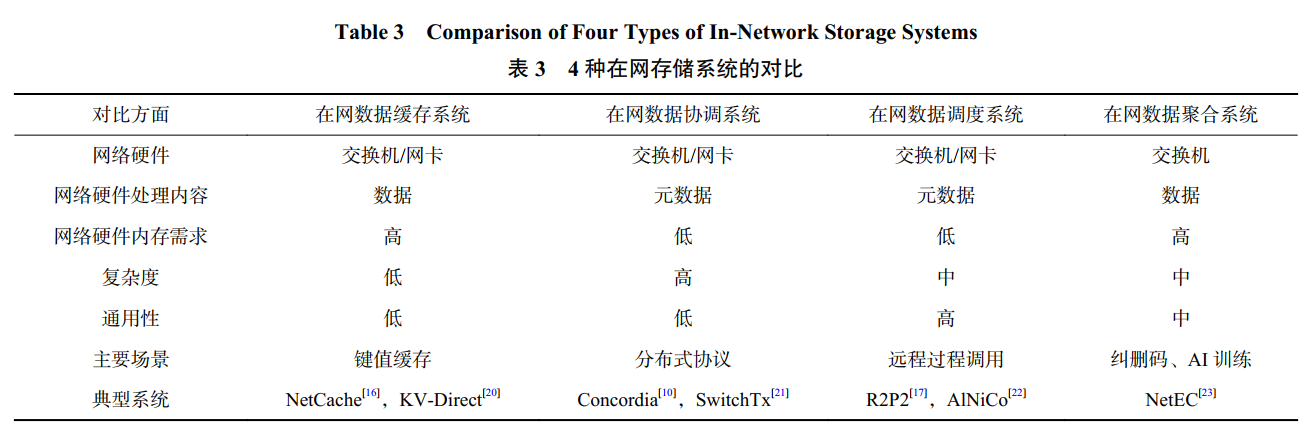 Table 3 Comparison of Four Types of In-Network Storage Systems
表 3 4 种在网存储系统的对比
对比方面 在网数据缓存系统 在网数据协调系统 在网数据调度系统 在网数据聚合系统
网络硬件 交换机/网卡 交换机/网卡 交换机/网卡 交换机
网络硬件处理内容 数据 元数据 元数据 数据
网络硬件内存需求 高 低 低 高
复杂度 低 高 中 中
通用性 低 低 高 中
主要场景 键值缓存 分布式协议 远程过程调用 纠删码、AI 训练
典型系统 NetCache[16]，KV-Direct[20] Concordia[10]，SwitchTx[21] R2P2[17]，AlNiCo[22] NetEC[23]